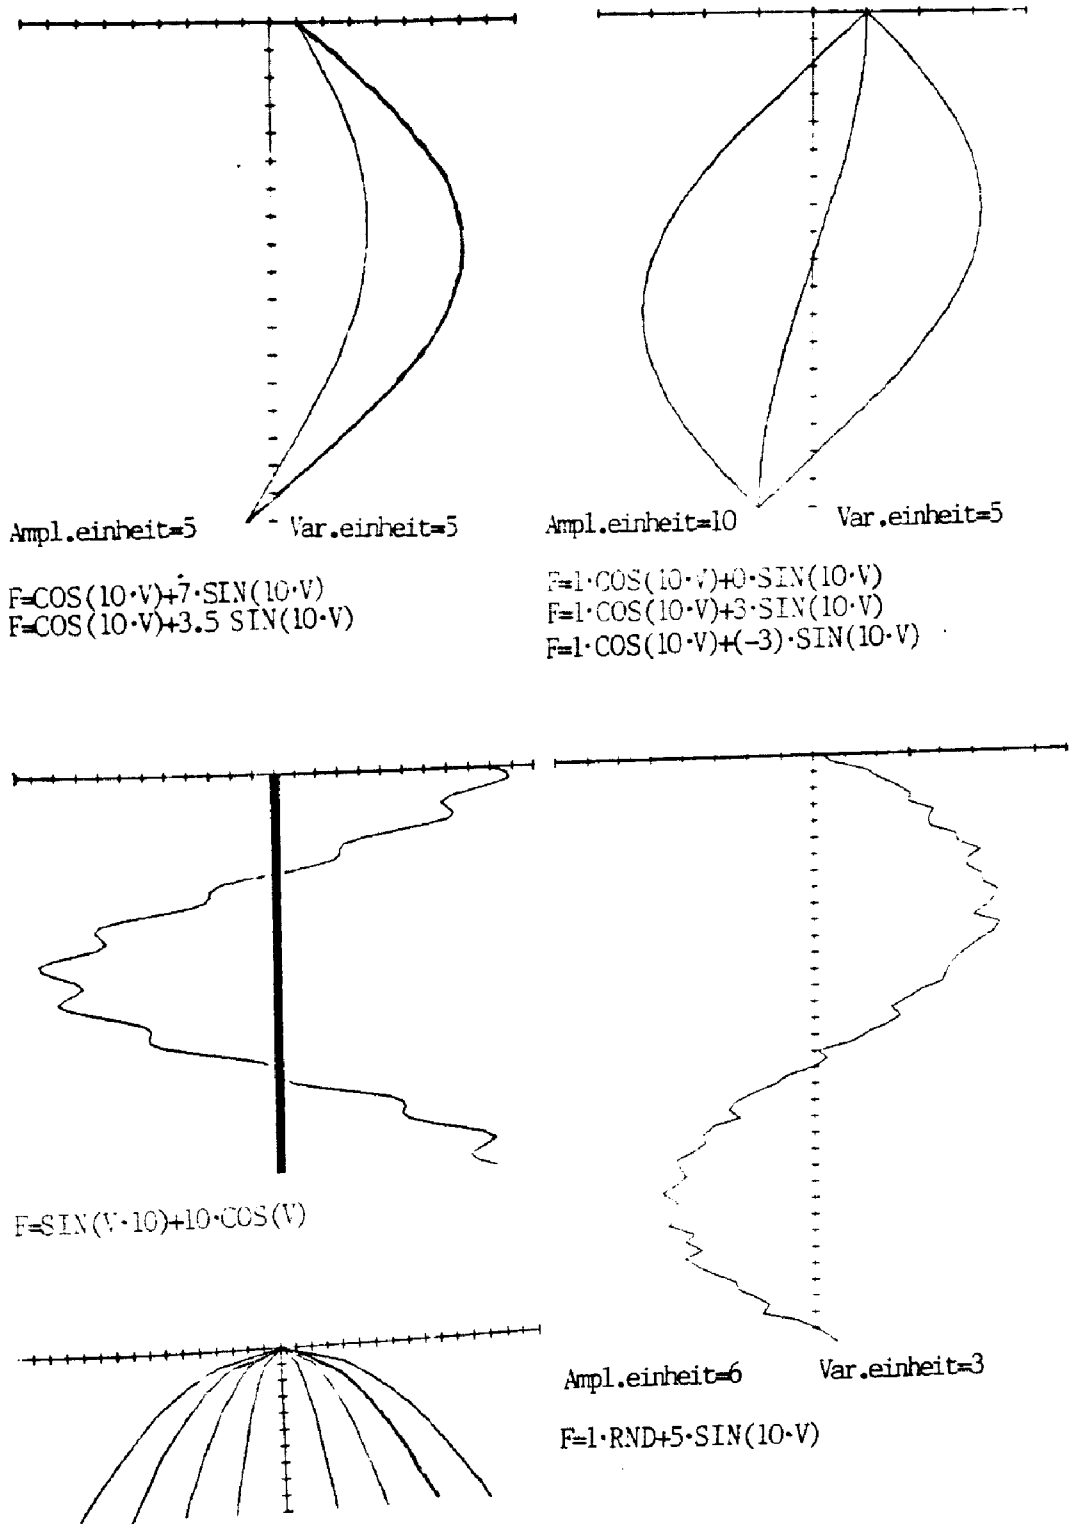 Ampl.einheit=5 Var.einheit=5
F=COS(10·V)+7·SIN(10·V)
F=COS(10·V)+3.5 SIN(10·V)
Ampl.einheit=10 Var.einheit=5
F=1·COS(10·V)+0·SIN(10·V)
F=1·COS(10·V)+3·SIN(10·V)
F=1·COS(10·V)+(-3)·SIN(10·V)
F=SIN(V·10)+10·COS(V)
Ampl.einheit=6 Var.einheit=3
F=1·RND+5·SIN(10·V)